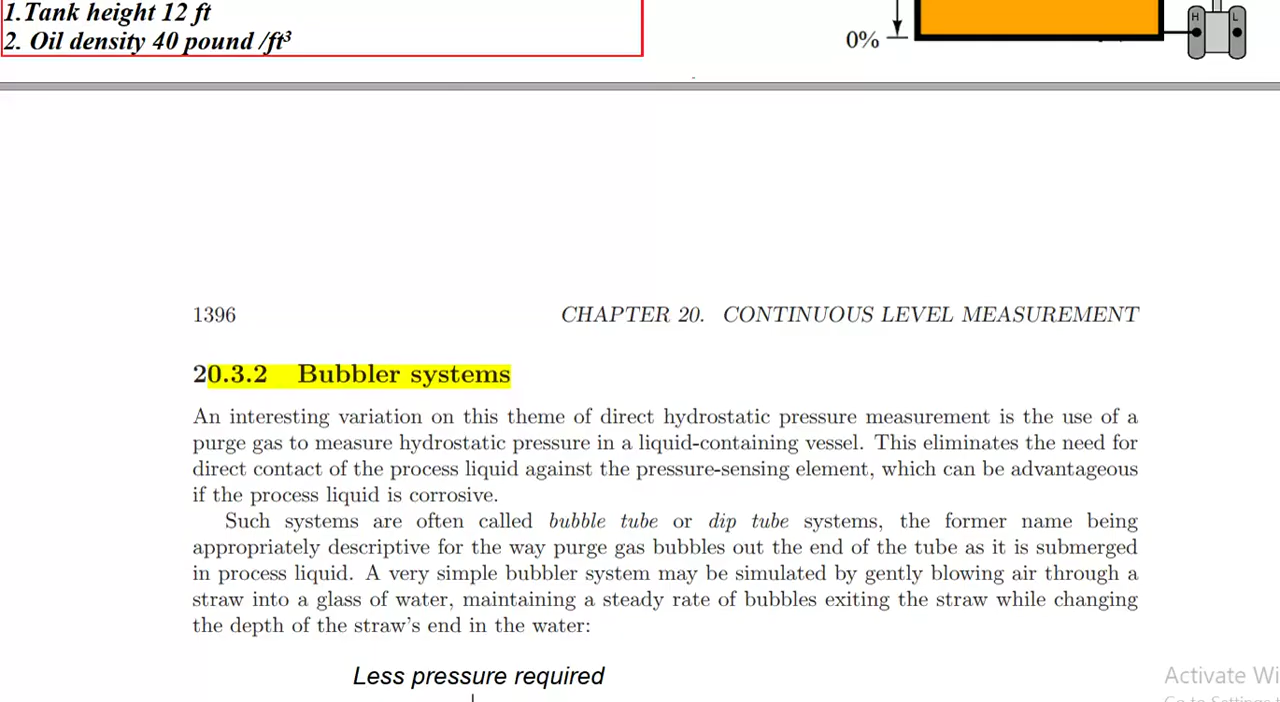 1.Tank height 12 ft
2. Oil density 40 pound /ft³
0%
H L
1396 CHAPTER 20. CONTINUOUS LEVEL MEASUREMENT
20.3.2 Bubbler systems
An interesting variation on this theme of direct hydrostatic pressure measurement is the use of a
purge gas to measure hydrostatic pressure in a liquid-containing vessel. This eliminates the need for
direct contact of the process liquid against the pressure-sensing element, which can be advantageous
if the process liquid is corrosive.
Such systems are often called bubble tube or dip tube systems, the former name being
appropriately descriptive for the way purge gas bubbles out the end of the tube as it is submerged
in process liquid. A very simple bubbler system may be simulated by gently blowing air through a
straw into a glass of water, maintaining a steady rate of bubbles exiting the straw while changing
the depth of the straw's end in the water:
Less pressure required
Activate Wi